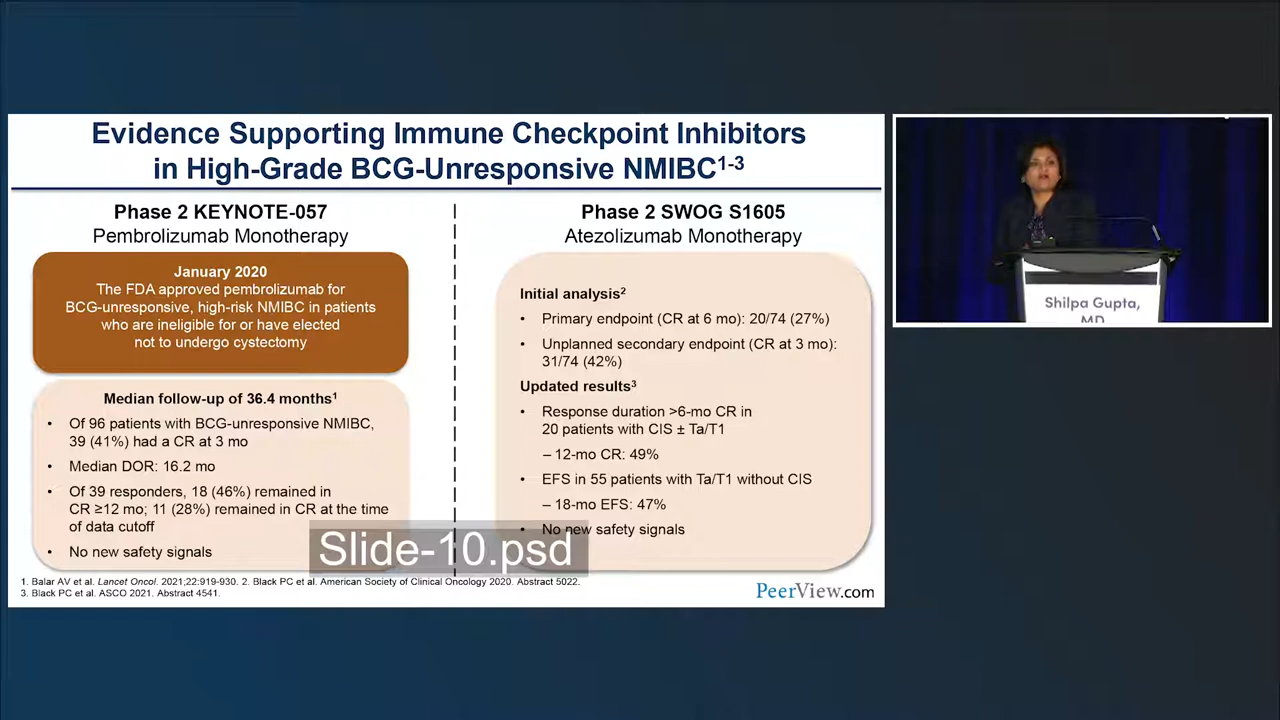 Evidence Supporting Immune Checkpoint Inhibitors
in High-Grade BCG-Unresponsive NMIBC1-3
Phase 2 KEYNOTE-057
Pembrolizumab Monotherapy
January 2020
The FDA approved pembrolizumab for
BCG-unresponsive, high-risk NMIBC in patients
who are ineligible for or have elected
not to undergo cystectomy
Median follow-up of 36.4 months1
• Of 96 patients with BCG-unresponsive NMIBC,
39 (41%) had a CR at 3 mo
• Median DOR: 16.2 mo
• Of 39 responders, 18 (46%) remained in
CR ≥12 mo; 11 (28%) remained in CR at the time
of data cutoff
• No new safety signals
Phase 2 SWOG S1605
Atezolizumab Monotherapy
Initial analysis2
• Primary endpoint (CR at 6 mo): 20/74 (27%)
• Unplanned secondary endpoint (CR at 3 mo):
31/74 (42%)
Updated results3
• Response duration >6-mo CR in
20 patients with CIS ± Ta/T1
– 12-mo CR: 49%
• EFS in 55 patients with Ta/T1 without CIS
– 18-mo EFS: 47%
• No new safety signals
Slide-10.psd
1. Balar AV et al. Lancet Oncol. 2021;22:919-930. 2. Black PC et al. American Society of Clinical Oncology 2020. Abstract 5022.
3. Black PC et al. ASCO 2021. Abstract 4541.
PeerView.com
Shilpa Gupta,
MD